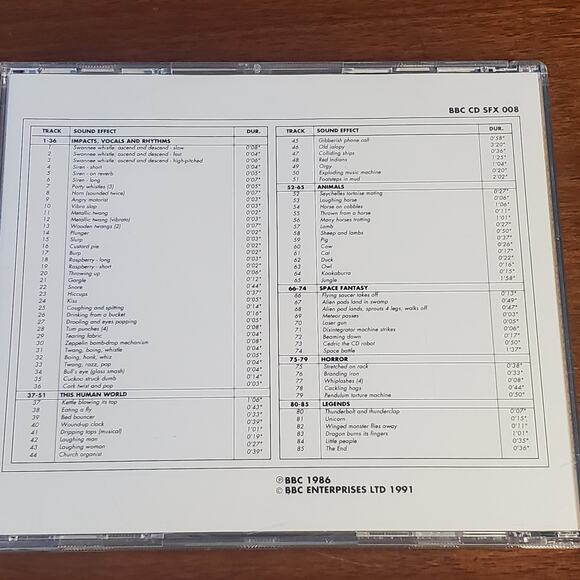 BBC CD SFX 008
TRACK SOUND EFFECT DUR.
1-36 IMPACTS, VOCALS AND RHYTHMS
1 Swannee whistle: ascend and descend - slow 0'08"
2 Swannee whistle: ascend and descend - fast 0'04"
3 Swannee whistle: ascend and descend - high-pitched 0'06"
4 Siren - short 0'04"
5 Siren - on reverb 0'05"
6 Siren - long 0'07"
7 Party whistles (3) 0'05"
8 Horn (sounded twice) 0'07"
9 Angry motorist 0'03"
10 Vibra slap 0'03"
11 Metallic twang 0'02"
12 Metallic twang (vibrato)
13 Wooden twangs (2) 0'07"
14 Plunger 0'02"
15 Slurp 0'03"
16 Custard pie 0'02"
17 Burp 0'02"
18 Raspberry - long 0'03"
19 Raspberry - short 0'02"
20 Throwing up 0'06"
21 Gargle 0'12"
22 Snore 0'44"
23 Hiccups 0'37"
24 Kiss 0'05"
25 Coughing and spitting 0'14"
26 Drinking from a bucket 0'16"
27 Drooling and eyes popping 0'05"
28 Tum punches (4) 0'08"
29 Tearing fabric 0'04"
30 Zeppelin bomb-drop mechanism 0'08"
31 Twang, boing, whistle 0'04"
32 Boing, honk, whiz 0'05"
33 Twang, razz, pop 0'04"
34 Bull's eye (glass smash) 0'04"
35 Cuckoo struck dumb 0'14"
36 Cork twist and pop 0'03"
37-51 THIS HUMAN WORLD
37 Kettle blowing its top 1'06"
38 Eating a fly 0'43"
39 Bed bouncer 0'33"
40 Wound-up clock 0'39"
41 Dripping taps (musical) 1'01"
42 Laughing man 0'19"
43 Laughing woman 0'27"
44 Church organist 0'39"
TRACK SOUND EFFECT DUR.
45 Gibberish phone call 0'58"
46 Old jalopy 3'20"
47 Colliding ships 0'36"
48 Red Indians 1'25"
49 Orgy 1'04"
50 Exploding music machine 0'20"
51 Footsteps in mud 2'02"
52-65 ANIMALS
52 Seychelles tortoise mating 0'27"
53 Laughing horse 0'06"
54 Horse on cobbles 1'06"
55 Thrown from a horse 0'11"
56 Many horses trotting 1'01"
57 Lamb 0'27"
58 Sheep and lambs 0'50"
59 Pig 0'37"
60 Cow 0'26"
61 Cat 0'17"
62 Duck 0'22"
63 Owl 0'16"
64 Kookaburra 0'15"
65 Jungle 1'58"
66-74 SPACE FANTASY
66 Flying saucer takes off 0'13"
67 Alien pods land in swamp 0'49"
68 Alien pod lands, sprouts 4 legs, walks off 0'47"
69 Meteor passes 0'03"
70 Laser gun 0'05"
71 Disintegrator machine strikes 0'06"
72 Beaming down 0'17"
73 Cedric the CD robot 0'50"
74 Space battle 1'37"
75-79 HORROR
75 Stretched on rack 0'38"
76 Branding iron 0'33"
77 Whiplashes (4) 0'08"
78 Cackling hags 0'44"
79 Pendulum torture machine 0'50"
80-85 LEGENDS
80 Thunderbolt and thunderclap 0'07"
81 Unicorn 0'15"
82 Winged monster flies away 0'11"
83 Dragon burns its fingers 1'01"
84 Little people 0'35"
85 The End 0'36"
℗ BBC 1986
© BBC ENTERPRISES LTD 1991